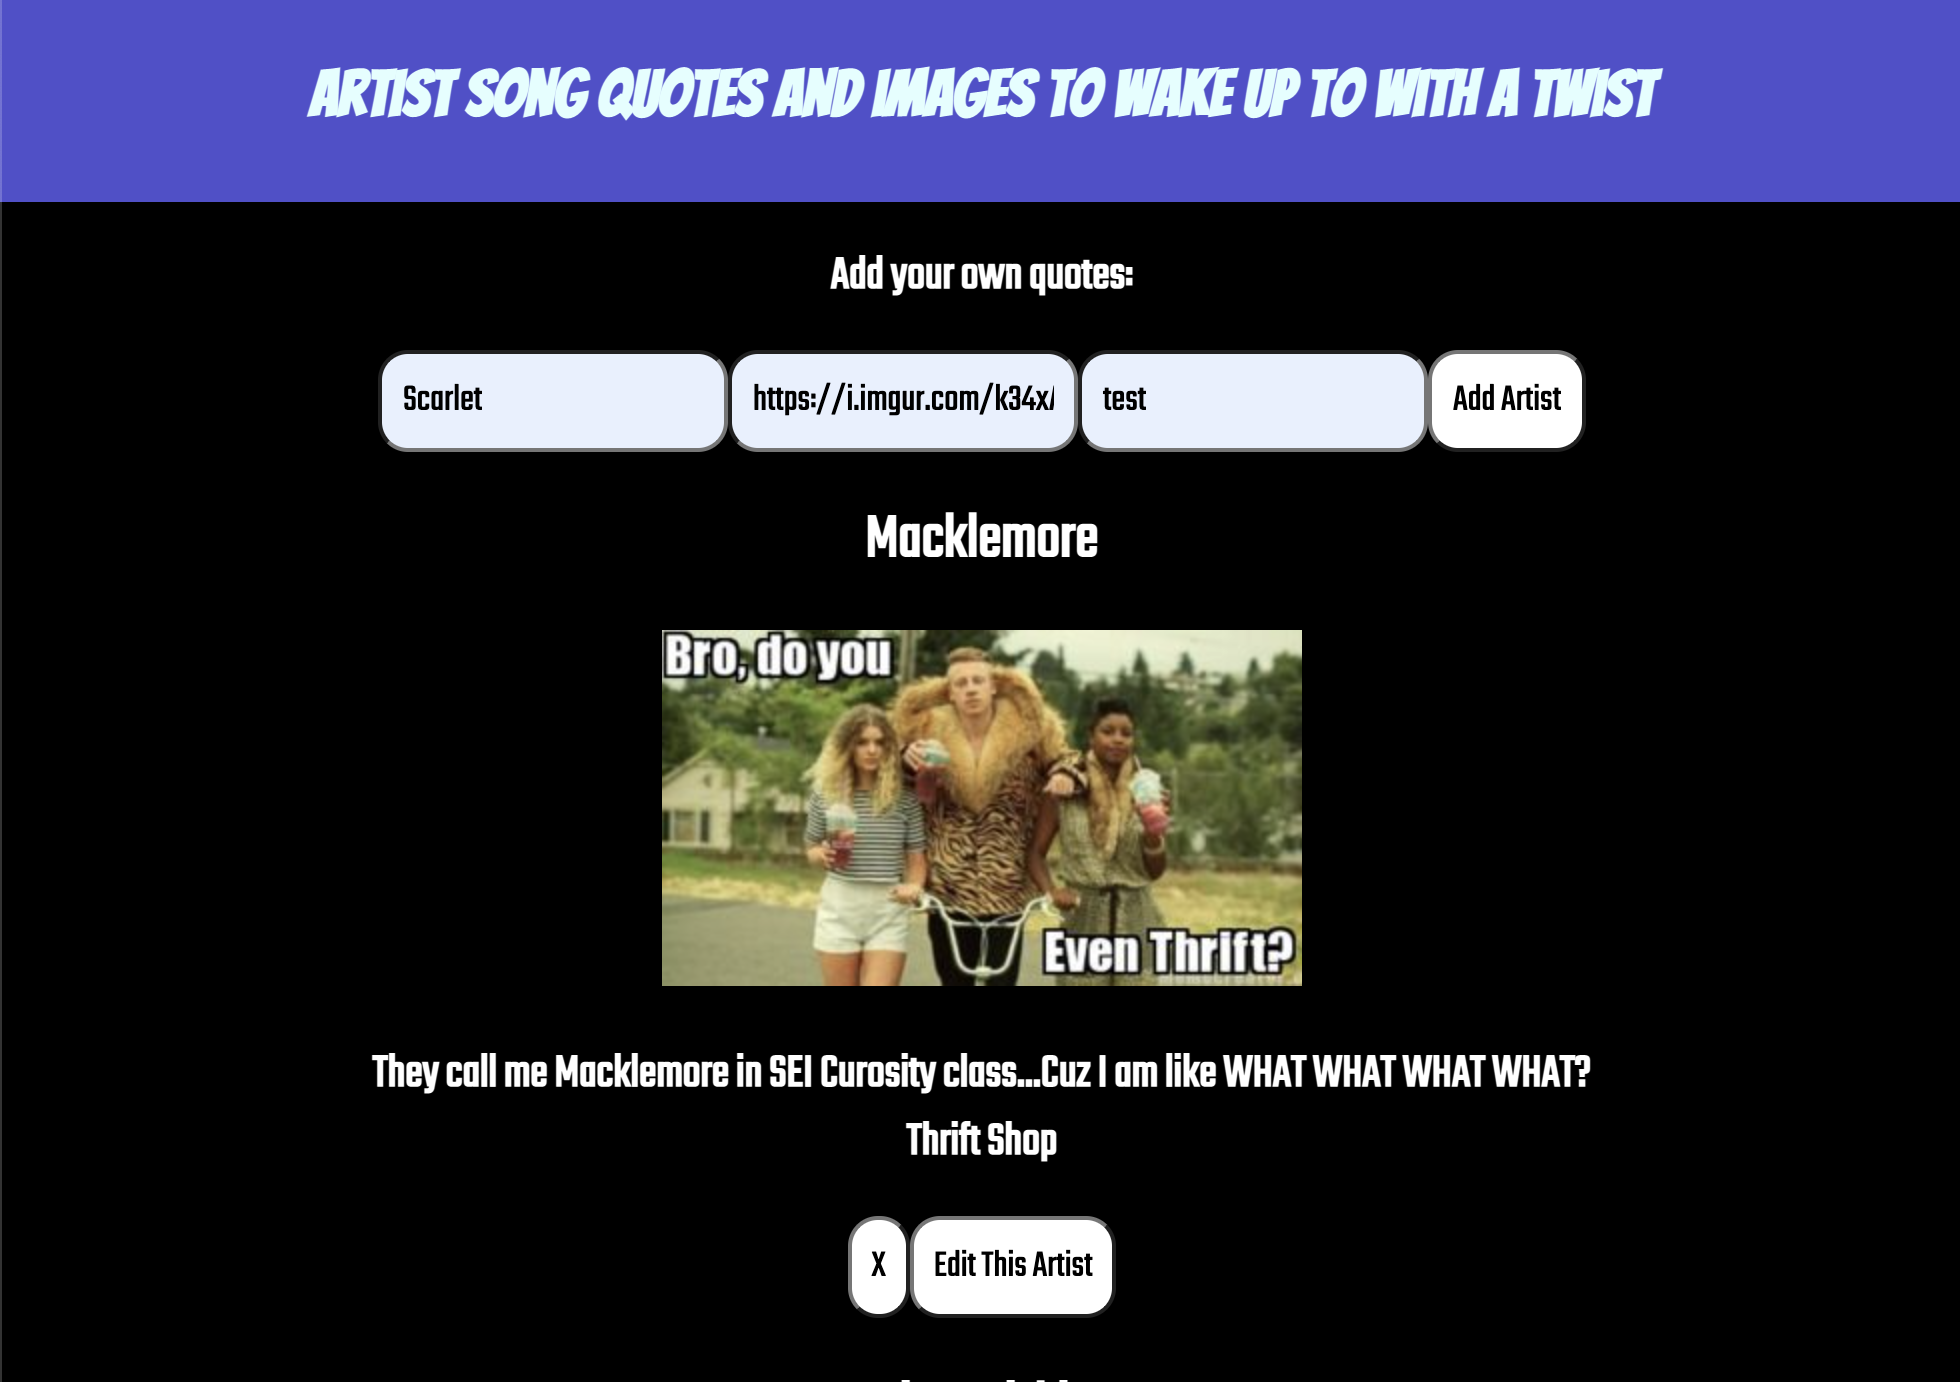 ARTIST SONG QUOTES AND IMAGES TO WAKE UP TO WITH A TWIST
Add your own quotes:
Scarlet
https://i.imgur.com/k34x
test
Add Artist
Macklemore
Bro, do you
Even Thrift?
They call me Macklemore in SEI Curosity class...Cuz I am like WHAT WHAT WHAT WHAT?
Thrift Shop
X
Edit This Artist